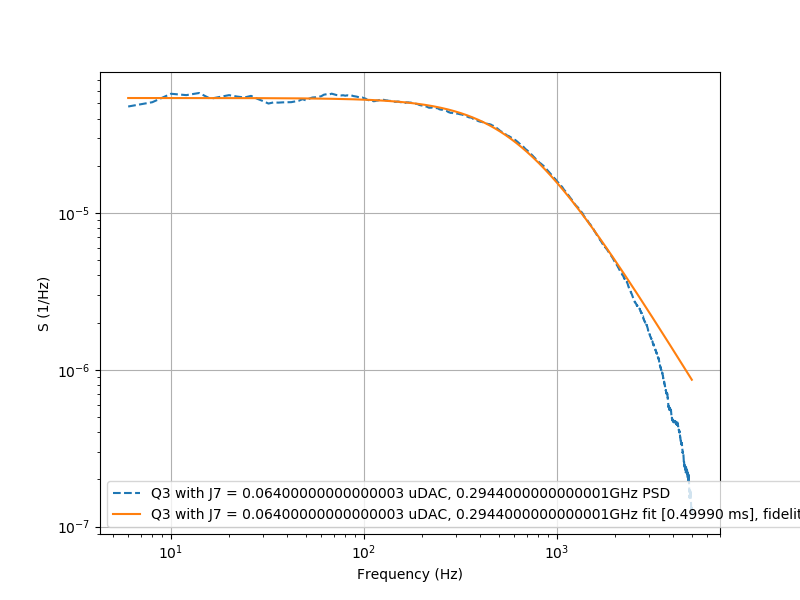 10⁻⁵
10⁻⁶
10⁻⁷
S (1/Hz)
Q3 with J7 = 0.06400000000000003 uDAC, 0.2944000000000001GHz PSD
Q3 with J7 = 0.06400000000000003 uDAC, 0.2944000000000001GHz fit [0.49990 ms], fidelit
10¹ 10² 10³
Frequency (Hz)